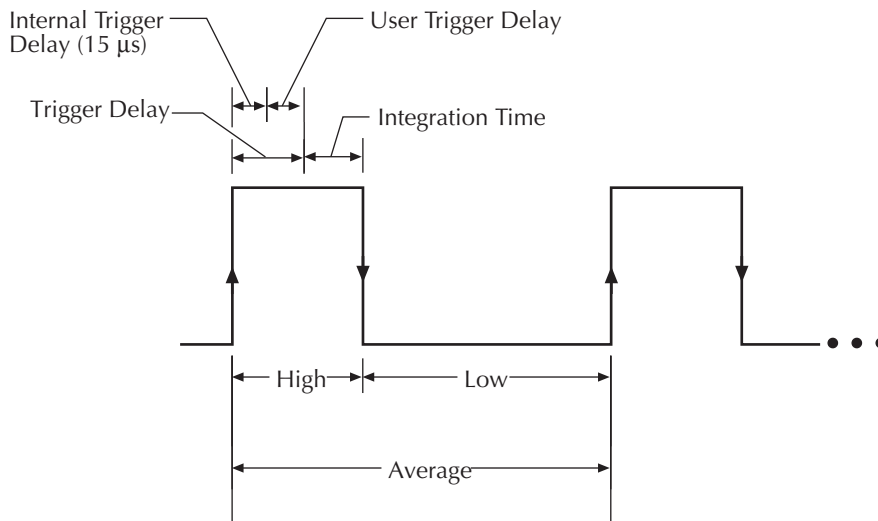 Internal Trigger
Delay (15 μs)
User Trigger Delay
Trigger Delay
Integration Time
High
Low
Average